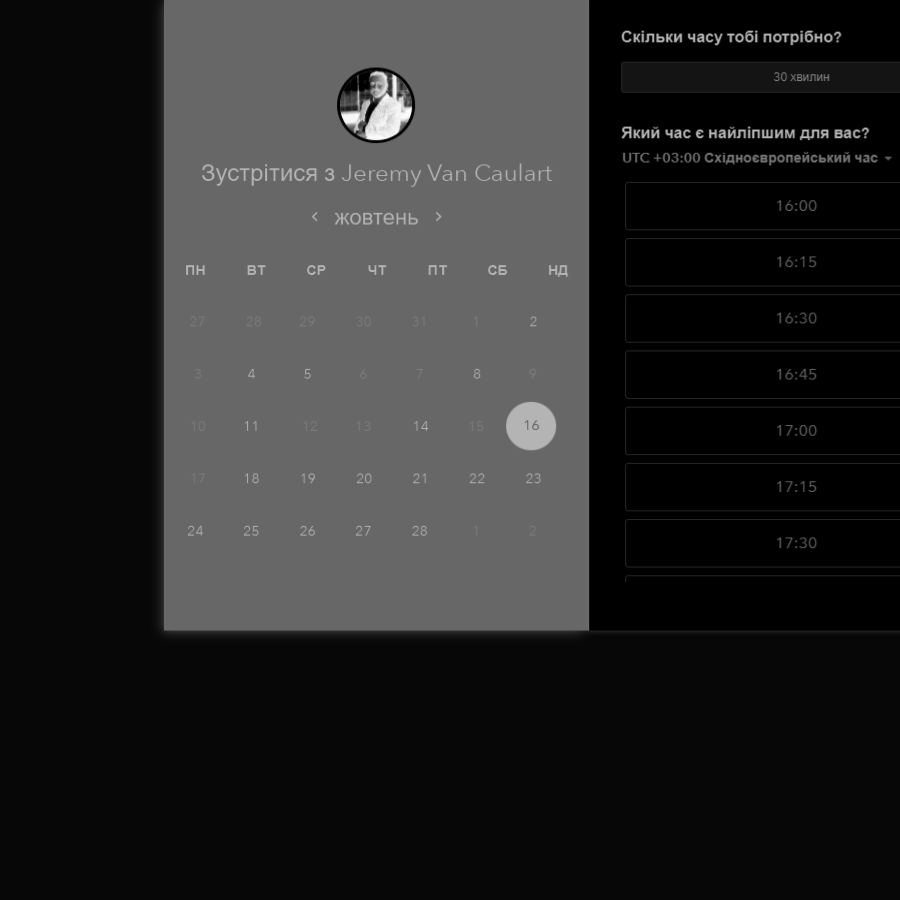 Зустрітися з Jeremy Van Caulart
жовтень
ПН ВТ СР ЧТ ПТ СБ НД
27 28 29 30 31 1 2
3 4 5 6 7 8 9
10 11 12 13 14 15 16
17 18 19 20 21 22 23
24 25 26 27 28 1 2
Скільки часу тобі потрібно?
30 хвилин
Який час є найліпшим для вас?
UTC +03:00 Східноєвропейський час
16:00
16:15
16:30
16:45
17:00
17:15
17:30